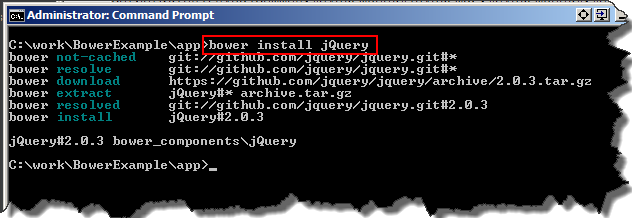 Administrator: Command Prompt
C:\work\BowerExample\app>bower install jQuery
bower not-cached git://github.com/jquery/jquery.git#*
bower resolve git://github.com/jquery/jquery.git#*
bower download https://github.com/jquery/jquery/archive/2.0.3.tar.gz
bower extract jQuery#* archive.tar.gz
bower resolved git://github.com/jquery/jquery.git#2.0.3
bower install jQuery#2.0.3
jQuery#2.0.3 bower_components\jQuery
C:\work\BowerExample\app>_